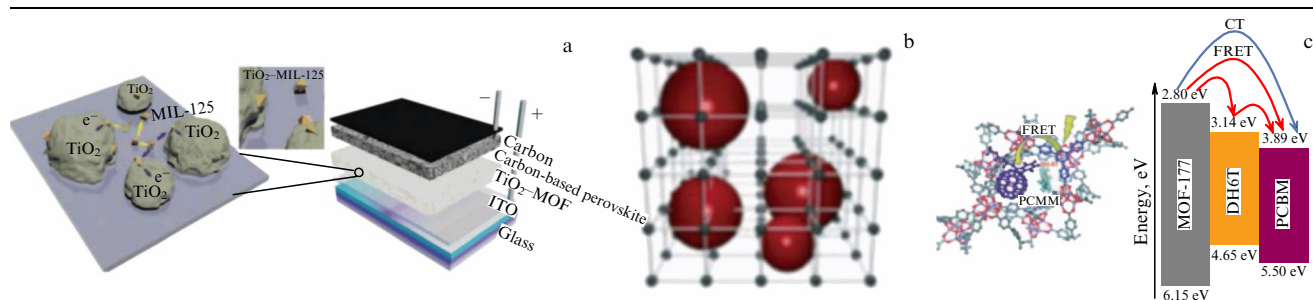 a
TiO2
MIL-125
e−
TiO2
TiO2
e−
TiO2
TiO2–MIL-125
−
+
Carbon
Carbon-based perovskite
TiO2–MOF
ITO
Glass
b
FRET
PCMM
c
CT
FRET
Energy, eV
2.80 eV
3.14 eV
3.89 eV
MOF-177
DH6T
PCBM
4.65 eV
5.50 eV
6.15 eV